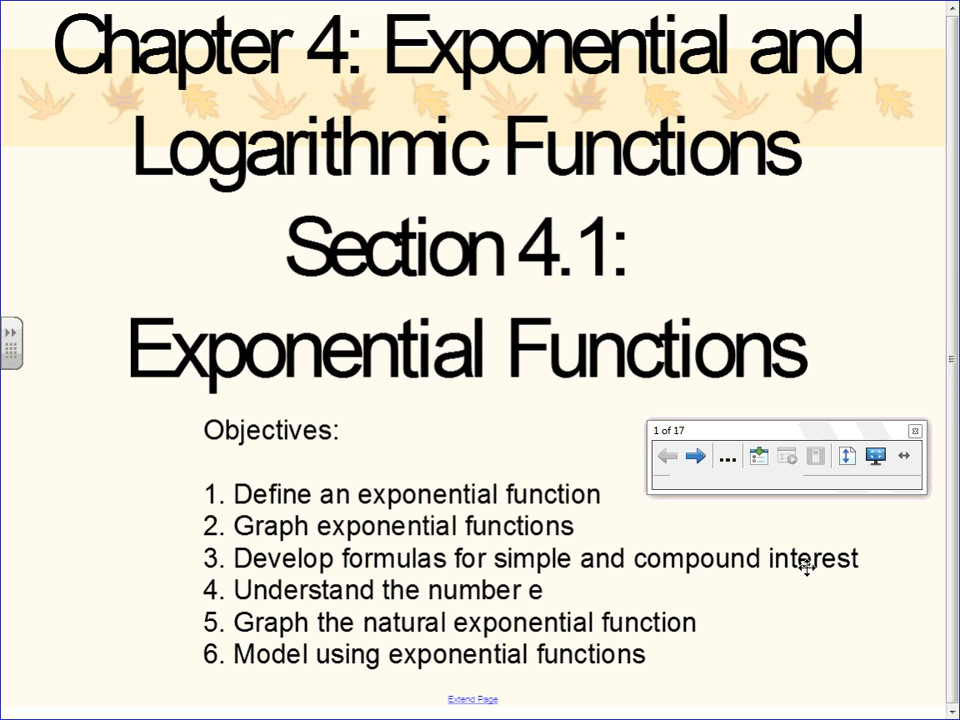 Chapter 4: Exponential and
Logarithmic Functions
Section 4.1:
Exponential Functions
Objectives:
1 of 17
1. Define an exponential function
2. Graph exponential functions
3. Develop formulas for simple and compound interest
4. Understand the number e
5. Graph the natural exponential function
6. Model using exponential functions
Extend Page